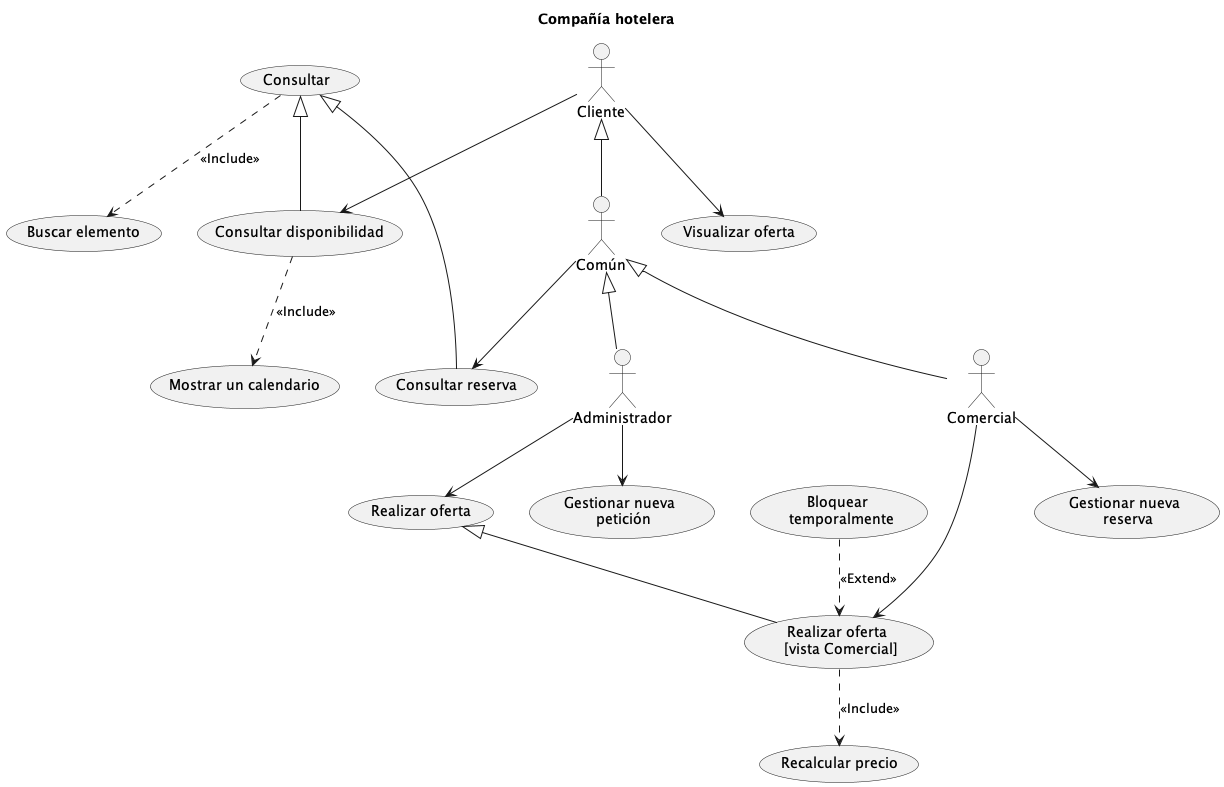 Compañía hotelera
Consultar
Cliente
«Include»
Buscar elemento
Consultar disponibilidad
Visualizar oferta
Común
«Include»
Mostrar un calendario
Consultar reserva
Administrador
Comercial
Realizar oferta
Gestionar nueva
petición
Bloquear
temporalmente
Gestionar nueva
reserva
«Extend»
Realizar oferta
[vista Comercial]
«Include»
Recalcular precio